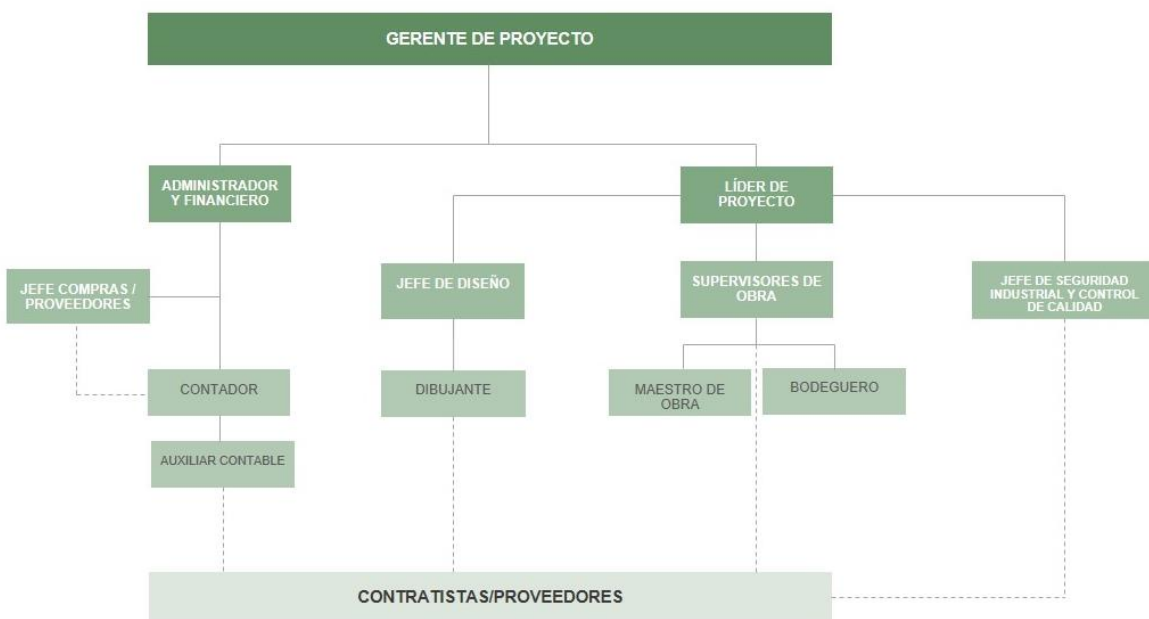 GERENTE DE PROYECTO
ADMINISTRADOR
Y FINANCIERO
LÍDER DE
PROYECTO
JEFE COMPRAS /
PROVEEDORES
JEFE DE DISEÑO
SUPERVISORES DE
OBRA
JEFE DE SEGURIDAD
INDUSTRIAL Y CONTROL
DE CALIDAD
CONTADOR
DIBUJANTE
MAESTRO DE
OBRA
BODEGUERO
AUXILIAR CONTABLE
CONTRATISTAS/PROVEEDORES